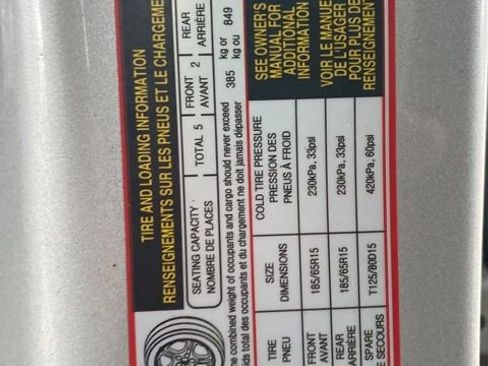 TIRE AND LOADING INFORMATION
RENSEIGNEMENTS SUR LES PNEUS ET LE CHARGEME
SEATING CAPACITY
NOMBRE DE PLACES
TOTAL 5
FRONT 2
AVANT
REAR
ARRIÈRE
he combined weight of occupants and cargo should never exceed 385 kg or 849
ids total des occupants et du chargement ne doit jamais dépasser kg ou
TIRE
PNEU
SIZE
DIMENSIONS
COLD TIRE PRESSURE
PRESSION DES
PNEUS À FROID
FRONT
AVANT
185/65R15
230kPa, 33psi
REAR
ARRIÈRE
185/65R15
230kPa, 33psi
SPARE
E SECOURS
T125/80D15
420kPa, 60psi
SEE OWNER'S
MANUAL FOR
ADDITIONAL
INFORMATION
VOIR LE MANUE
DE L'USAGER
POUR PLUS DE
RENSEIGNEMENT